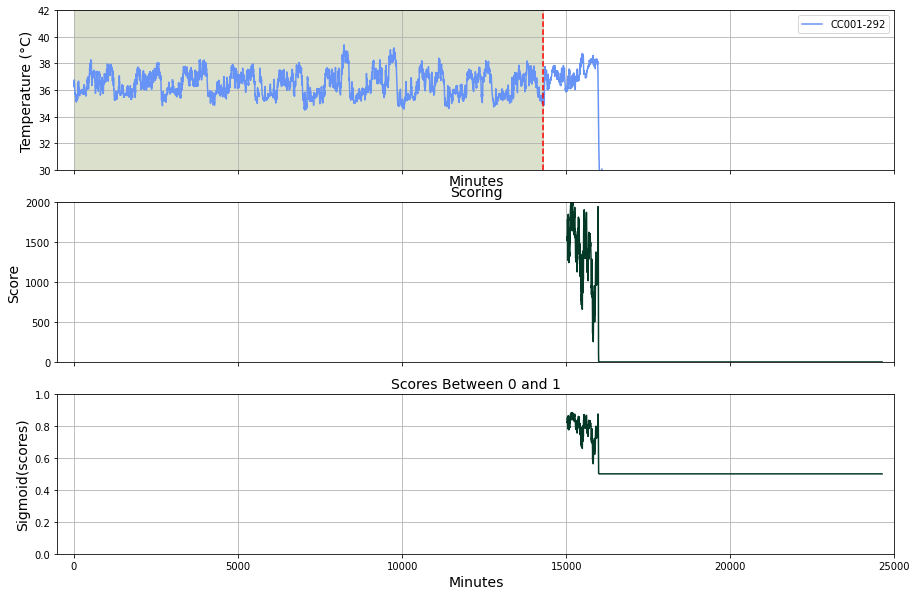 42
40
38
36
34
32
30
Temperature (°C)
CC001-292
Minutes
Scoring
2000
1500
1000
500
0
Score
Scores Between 0 and 1
1.0
0.8
0.6
0.4
0.2
0.0
Sigmoid(scores)
0 5000 10000 15000 20000 25000
Minutes